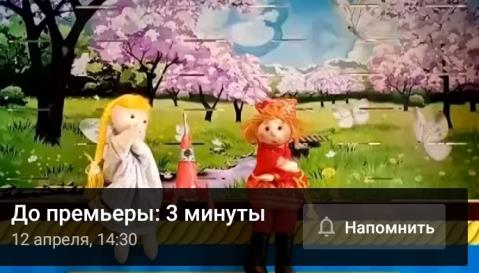 До премьеры: 3 минуты
12 апреля, 14:30
Напомнить